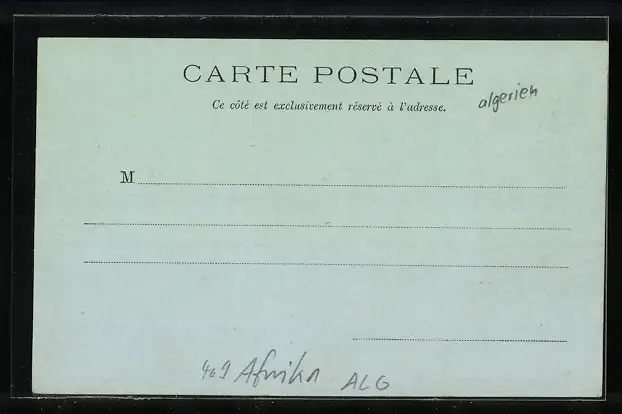 CARTE POSTALE
Ce côté est exclusivement réservé à l'adresse.
algerien
M
409 Afrika ALG